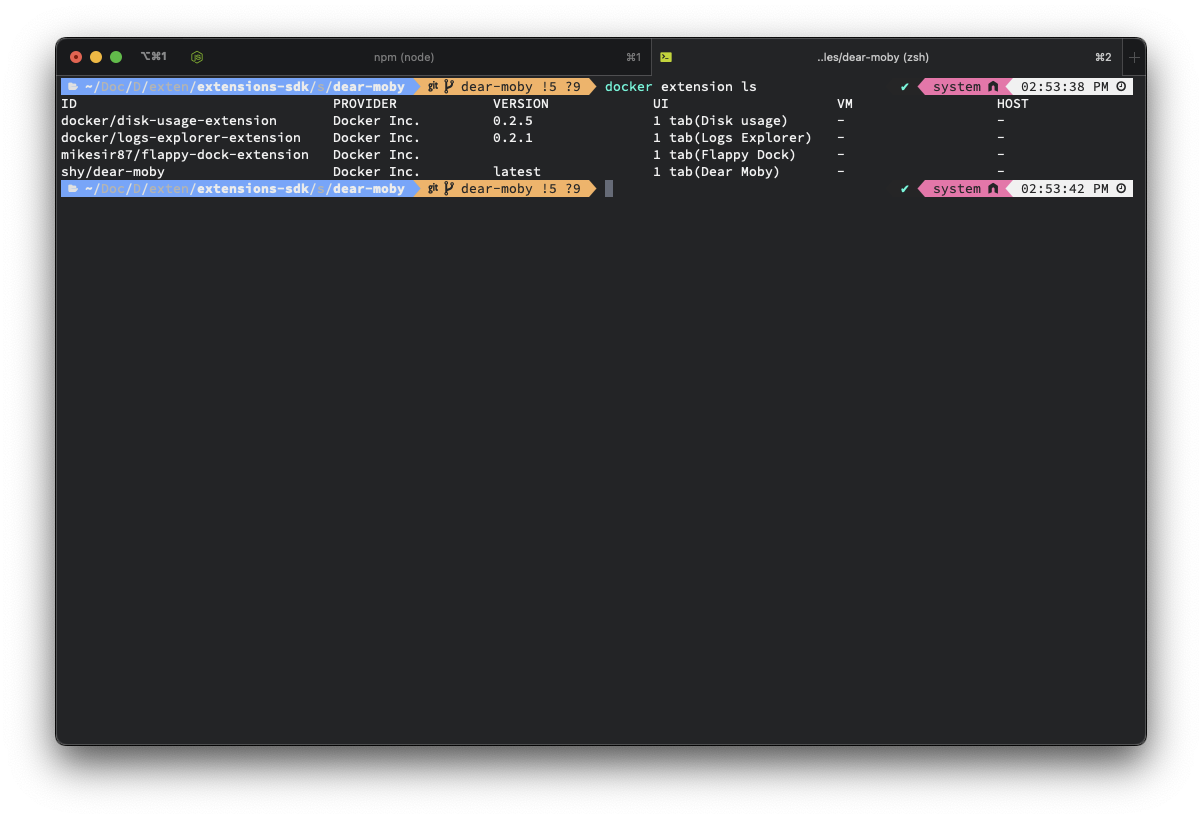 ⌥⌘1 npm (node) ⌘1 ..les/dear-moby (zsh) ⌘2
~/Doc/D/exten/extensions-sdk/s/dear-moby git dear-moby !5 ?9 docker extension ls ✔ system 02:53:38 PM
ID PROVIDER VERSION UI VM HOST
docker/disk-usage-extension Docker Inc. 0.2.5 1 tab(Disk usage) - -
docker/logs-explorer-extension Docker Inc. 0.2.1 1 tab(Logs Explorer) - -
mikesir87/flappy-dock-extension Docker Inc. 1 tab(Flappy Dock) - -
shy/dear-moby Docker Inc. latest 1 tab(Dear Moby) - -
~/Doc/D/exten/extensions-sdk/s/dear-moby git dear-moby !5 ?9 ✔ system 02:53:42 PM